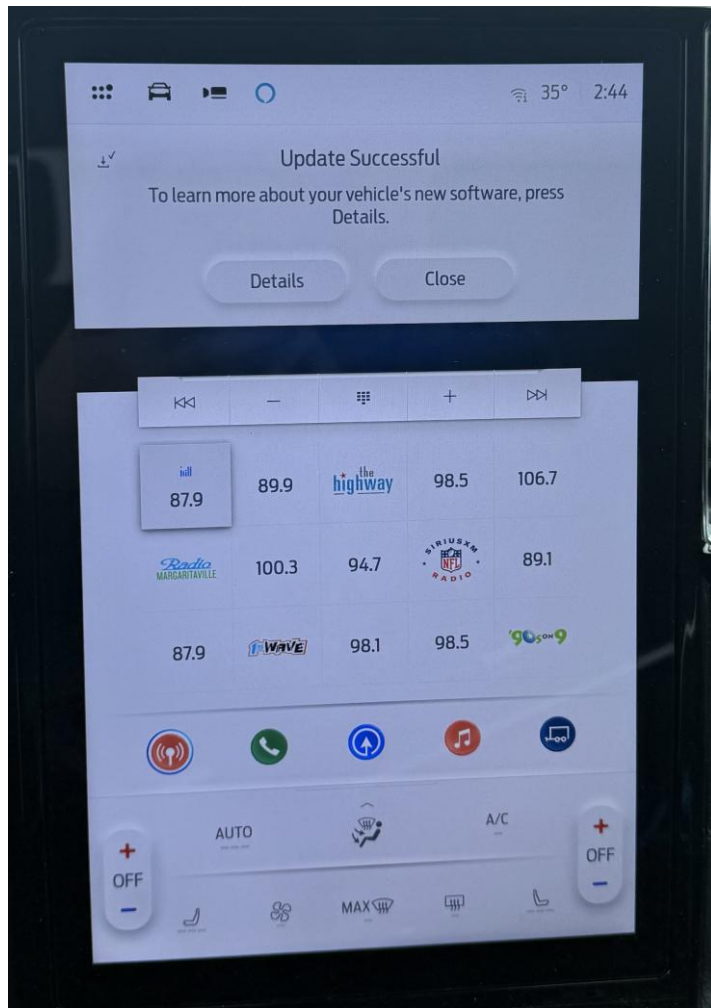 35° 2:44
Update Successful
To learn more about your vehicle's new software, press
Details.
Details Close
hill
87.9
89.9
the
highway
98.5
106.7
Radio
MARGARITAVILLE
100.3
94.7
SIRIUSXM
NFL
RADIO
89.1
87.9
1st WAVE
98.1
98.5
'90s ON 9
AUTO
A/C
OFF
OFF
MAX